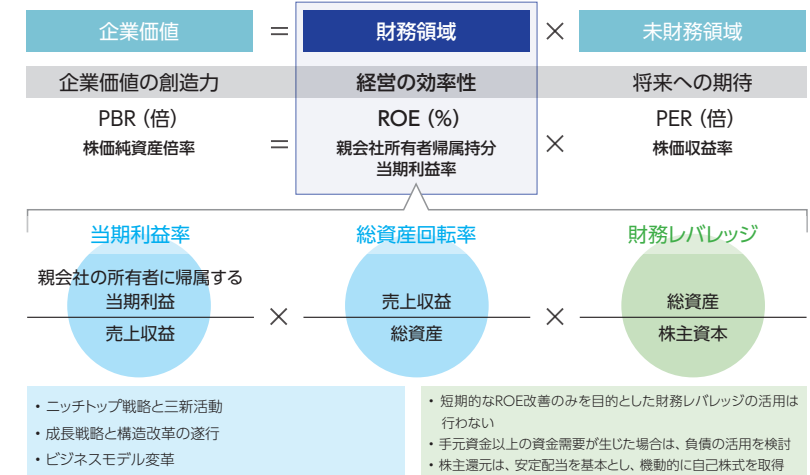 企業価値 = 財務領域 × 未財務領域
企業価値の創造力 経営の効率性 将来への期待
PBR（倍） ROE（%） PER（倍）
株価純資産倍率 = 親会社所有者帰属持分 × 株価収益率
当期利益率
当期利益率 総資産回転率 財務レバレッジ
親会社の所有者に帰属する
当期利益 × 売上収益 × 総資産
売上収益 総資産 株主資本
・ニッチトップ戦略と三新活動
・成長戦略と構造改革の遂行
・ビジネスモデル変革
・短期的なROE改善のみを目的とした財務レバレッジの活用は
行わない
・手元資金以上の資金需要が生じた場合は、負債の活用を検討
・株主還元は、安定配当を基本とし、機動的に自己株式を取得